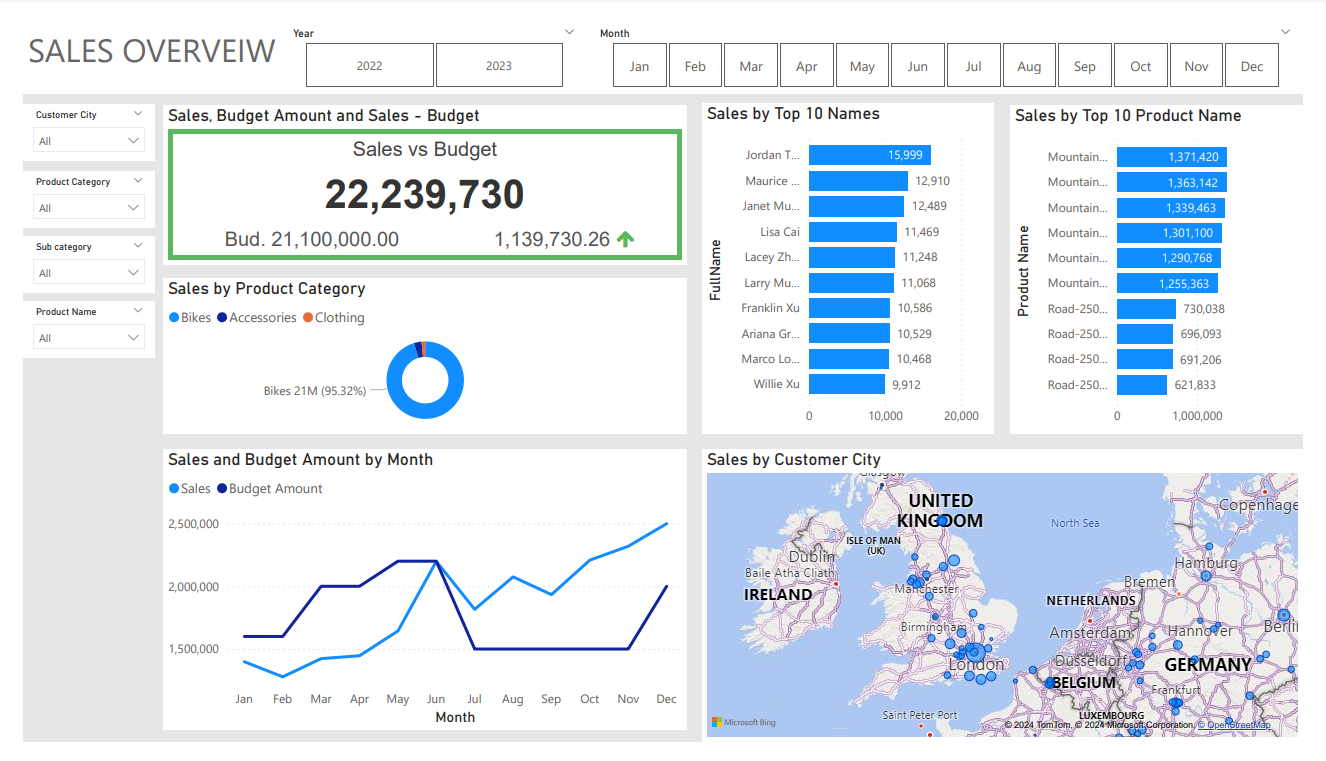 SALES OVERVEIW
Year
2022
2023
Month
Jan
Feb
Mar
Apr
May
Jun
Jul
Aug
Sep
Oct
Nov
Dec
Customer City
All
Product Category
All
Sub category
All
Product Name
All
Sales, Budget Amount and Sales - Budget
Sales vs Budget
22,239,730
Bud. 21,100,000.00
1,139,730.26
Sales by Product Category
Bikes
Accessories
Clothing
Bikes 21M (95.32%)
Sales by Top 10 Names
FullName
Jordan T... 15,999
Maurice ... 12,910
Janet Mu... 12,489
Lisa Cai 11,469
Lacey Zh... 11,248
Larry Mu... 11,068
Franklin Xu 10,586
Ariana Gr... 10,529
Marco Lo... 10,468
Willie Xu 9,912
0 10,000 20,000
Sales by Top 10 Product Name
Product Name
Mountain... 1,371,420
Mountain... 1,363,142
Mountain... 1,339,463
Mountain... 1,301,100
Mountain... 1,290,768
Mountain... 1,255,363
Road-250... 730,038
Road-250... 696,093
Road-250... 691,206
Road-250... 621,833
0 1,000,000
Sales and Budget Amount by Month
Sales
Budget Amount
2,500,000
2,000,000
1,500,000
Jan Feb Mar Apr May Jun Jul Aug Sep Oct Nov Dec
Month
Sales by Customer City
Glasgow
UNITED
KINGDOM
North Sea
Copenhage
ISLE OF MAN
(UK)
Dublin
Baile Atha Cliath
IRELAND
Manchester
Birmingham
London
Hamburg
Bremen
NETHERLANDS
Amsterdam
Hannover
Berli
Düsseldorf
GERMANY
BELGIUM
Frankfurt
LUXEMBOURG
Saint Peter Port
Microsoft Bing
© 2024 TomTom, © 2024 Microsoft Corporation, © OpenStreetMap